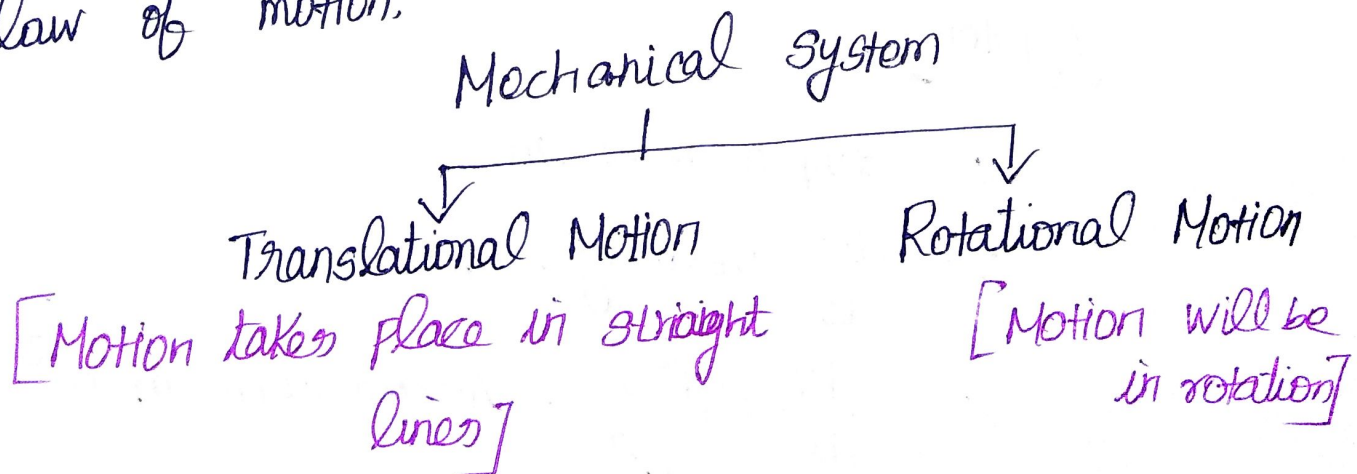 law of motion.
Mechanical System
Translational Motion Rotational Motion
[Motion takes place in straight [Motion will be
lines] in rotation]